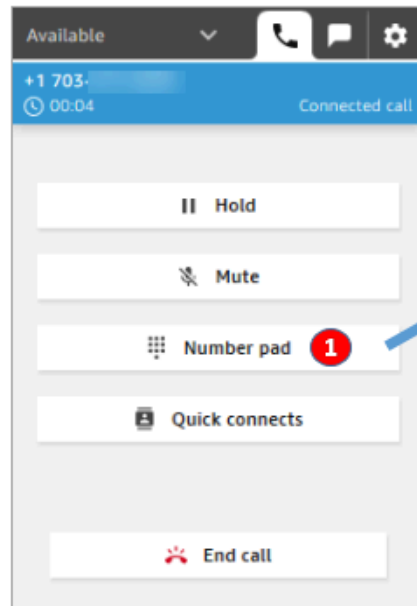 Available
+1 703-
00:04 Connected call
Hold
Mute
Number pad 1
Quick connects
End call